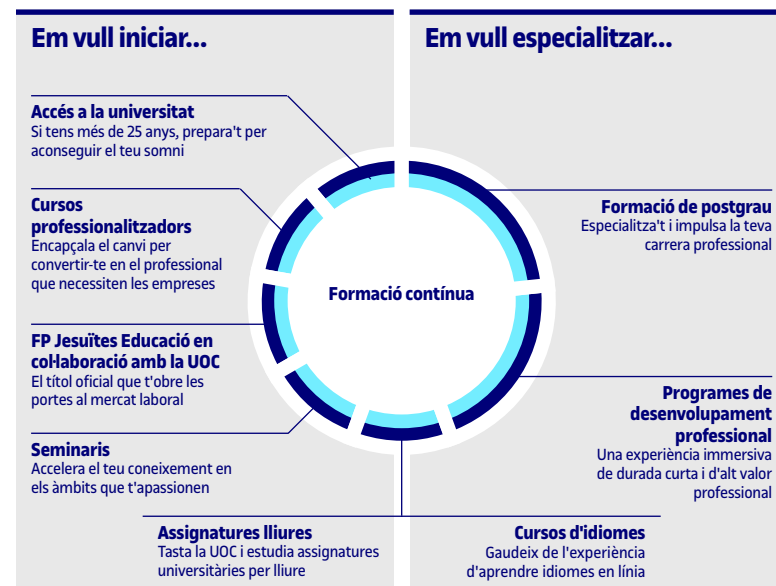 Em vull iniciar...
Accés a la universitat
Si tens més de 25 anys, prepara't per
aconseguir el teu somni
Cursos
professionalitzadors
Encapçala el canvi per
convertir-te en el professional
que necessiten les empreses
FP Jesuïtes Educació en
col·laboració amb la UOC
El títol oficial que t'obre les
portes al mercat laboral
Seminaris
Accelera el teu coneixement en
els àmbits que t'apassionen
Assignatures lliures
Tasta la UOC i estudia assignatures
universitàries per lliure
Formació contínua
Em vull especialitzar...
Formació de postgrau
Especialitza't i impulsa la teva
carrera professional
Programes de
desenvolupament
professional
Una experiència immersiva
de durada curta i d'alt valor
professional
Cursos d'idiomes
Gaudeix de l'experiència
d'aprendre idiomes en línia